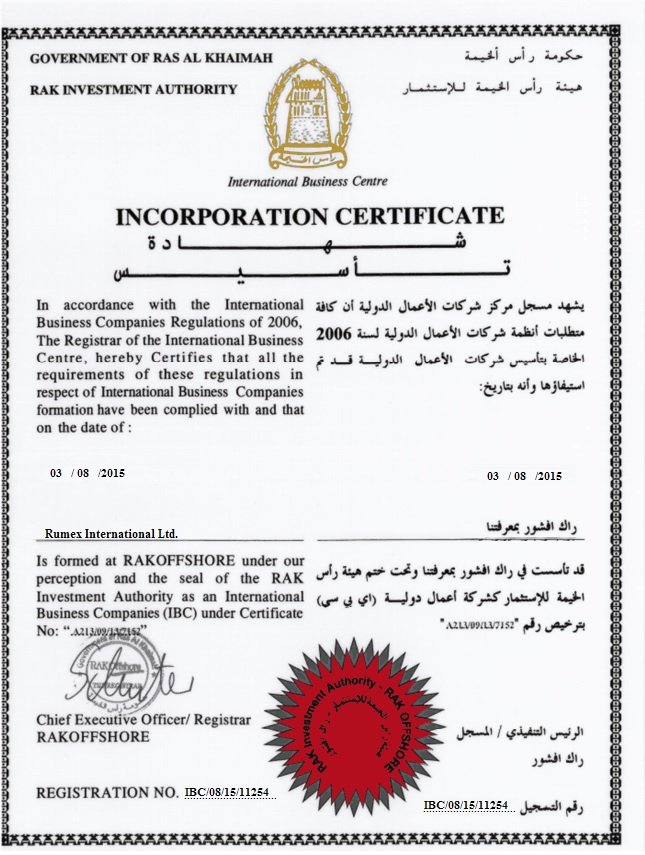 GOVERNMENT OF RAS AL KHAIMAH
حكومة رأس الخيمة
RAK INVESTMENT AUTHORITY
هيئة رأس الخيمة للإستثمار
رأس الخيمة
International Business Centre
INCORPORATION CERTIFICATE
شهادة
تأسيس
In accordance with the International
Business Companies Regulations of 2006,
The Registrar of the International Business
Centre, hereby Certifies that all the
requirements of these regulations in
respect of International Business Companies
formation have been complied with and that
on the date of :
يشهد مسجل مركز شركات الأعمال الدولية أن كافة
متطلبات أنظمة شركات الأعمال الدولية لسنة 2006
الخاصة بتأسيس شركات الأعمال الدولية قد تم
استيفاؤها وأنه بتاريخ:
03 / 08 /2015
03 / 08 /2015
Rumex International Ltd.
راك افشور بمعرفتنا
Is formed at RAKOFFSHORE under our
perception and the seal of the RAK
Investment Authority as an International
Business Companies (IBC) under Certificate
No: “.A213/09/13/7152”
قد تأسست في راك افشور بمعرفتنا وتحت ختم هيئة رأس
الخيمة للإستثمار كشركة أعمال دولية (اي بي سي)
بترخيص رقم "A213/09/13/7152."
Government of Ras Al Khaimah
RAK Offshore
Chief Executive Officer/ Registrar
RAKOFFSHORE
RAK Investment Authority - RAK OFFSHORE
الرئيس التنفيذي / المسجل
راك افشور
REGISTRATION NO. IBC/08/15/11254
IBC/08/15/11254 رقم التسجيل